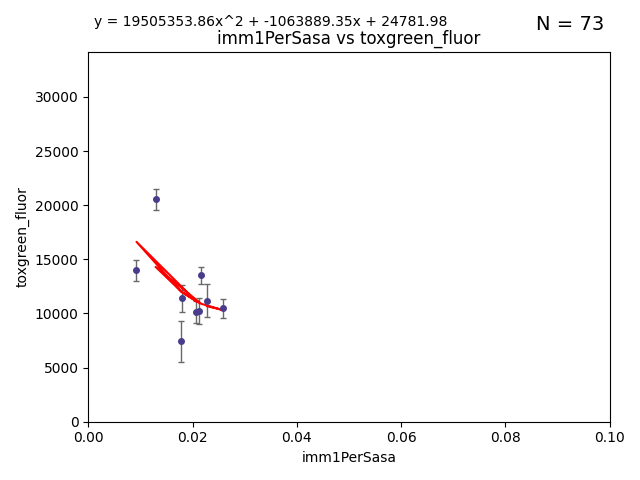 y = 19505353.86x^2 + -1063889.35x + 24781.98
N = 73
imm1PerSasa vs toxgreen_fluor
30000
25000
20000
15000
10000
5000
0
toxgreen_fluor
0.00 0.02 0.04 0.06 0.08 0.10
imm1PerSasa